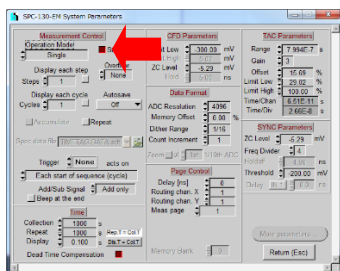 SPC-130-EM System Parameters
Measurement Control
Operation Mode
Single
Display each step
Steps 1
None
Display each cycle Autosave
Cycles 1 Off
Accumulate Repeat
Trigger None acts on
Each start of sequence (cycle)
Add/Sub Signal Add only
Beep at the end
Time
Collection 1000 s
Repeat 1000 s Rep.T = Col.T
Display 0.100 s Dis.T = Col.T
Dead Time Compensation
CFD Parameters
Low -300.00 mV
ZC Level -5.29 mV
Data Format
ADC Resolution 4096
Memory Offset 0.00 %
Dither Range 1/16
Count Increment 1
Page Control
Delay [ns] 0
Routing chan. X 1
Routing chan. Y 1
Meas page 1
Memory Bank 0
TAC Parameters
Range 7.994E-7 s
Gain 3
Offset 15.69 %
Limit Low 29.02 %
Limit High 100.00 %
Time/Chan 6.51E-11 s
Time/Div 2.66E-8 s
SYNC Parameters
ZC Level -5.29 mV
Freq Divider 4
Threshold -200.00 mV
More parameters...
Return (Esc)